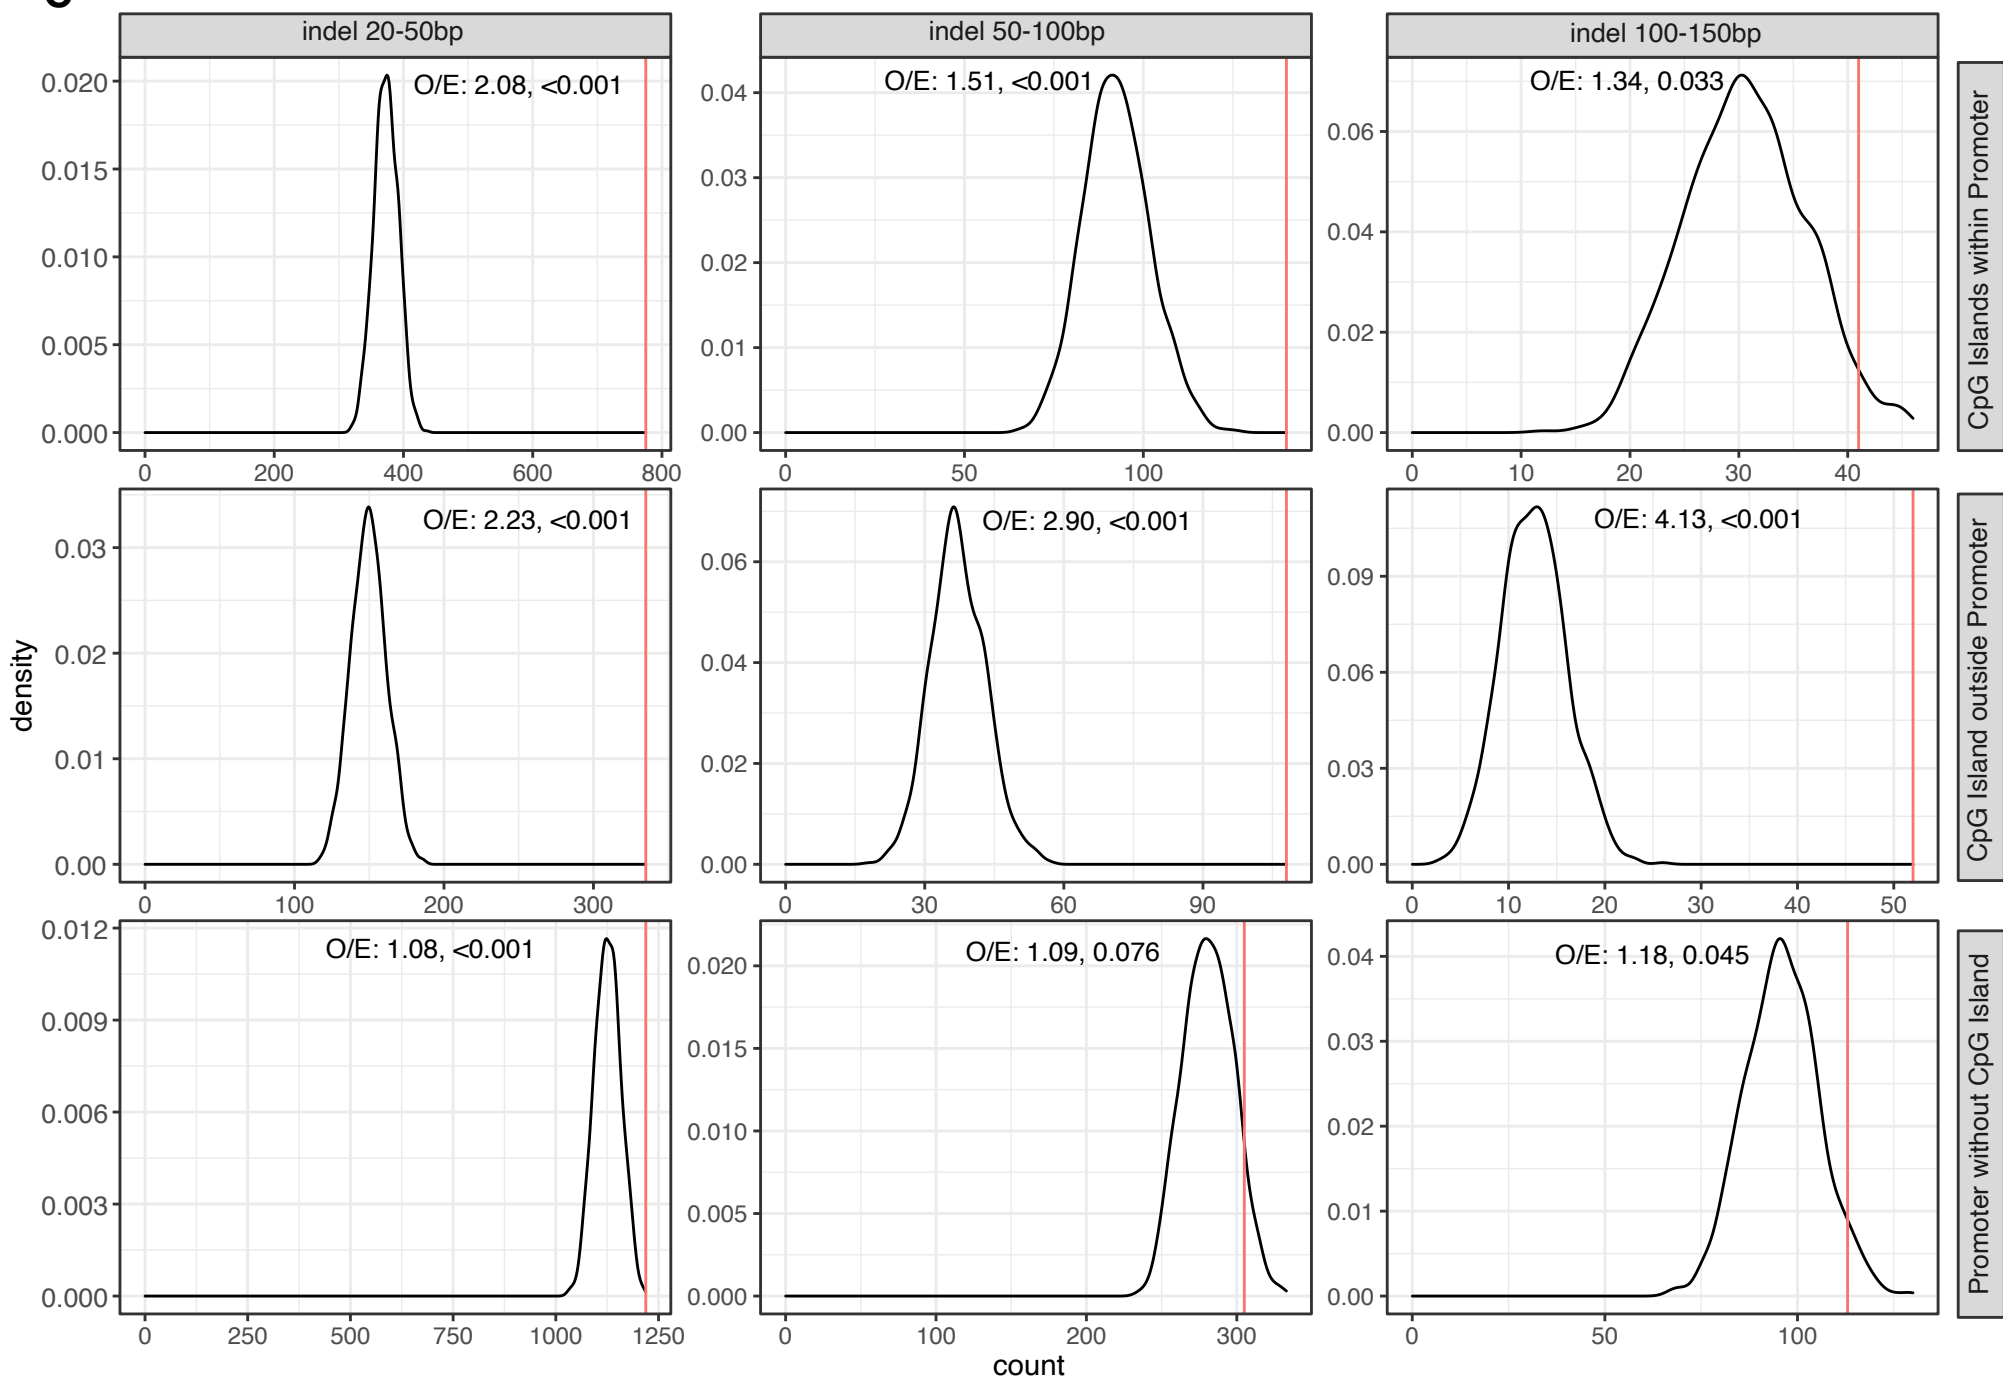 indel 20-50bp
indel 50-100bp
indel 100-150bp
O/E: 2.08, <0.001
O/E: 1.51, <0.001
O/E: 1.34, 0.033
0.020
0.015
0.010
0.005
0.000
0.04
0.03
0.02
0.01
0.00
0.06
0.04
0.02
0.00
0 200 400 600 800
0 50 100
0 10 20 30 40
CpG Islands within Promoter
O/E: 2.23, <0.001
O/E: 2.90, <0.001
O/E: 4.13, <0.001
0.03
0.02
0.01
0.00
0.06
0.04
0.02
0.00
0.09
0.06
0.03
0.00
0 100 200 300
0 30 60 90
0 10 20 30 40 50
CpG Island outside Promoter
density
O/E: 1.08, <0.001
O/E: 1.09, 0.076
O/E: 1.18, 0.045
0.012
0.009
0.006
0.003
0.000
0.020
0.015
0.010
0.005
0.000
0.04
0.03
0.02
0.01
0.00
0 250 500 750 1000 1250
0 100 200 300
0 50 100
Promoter without CpG Island
count